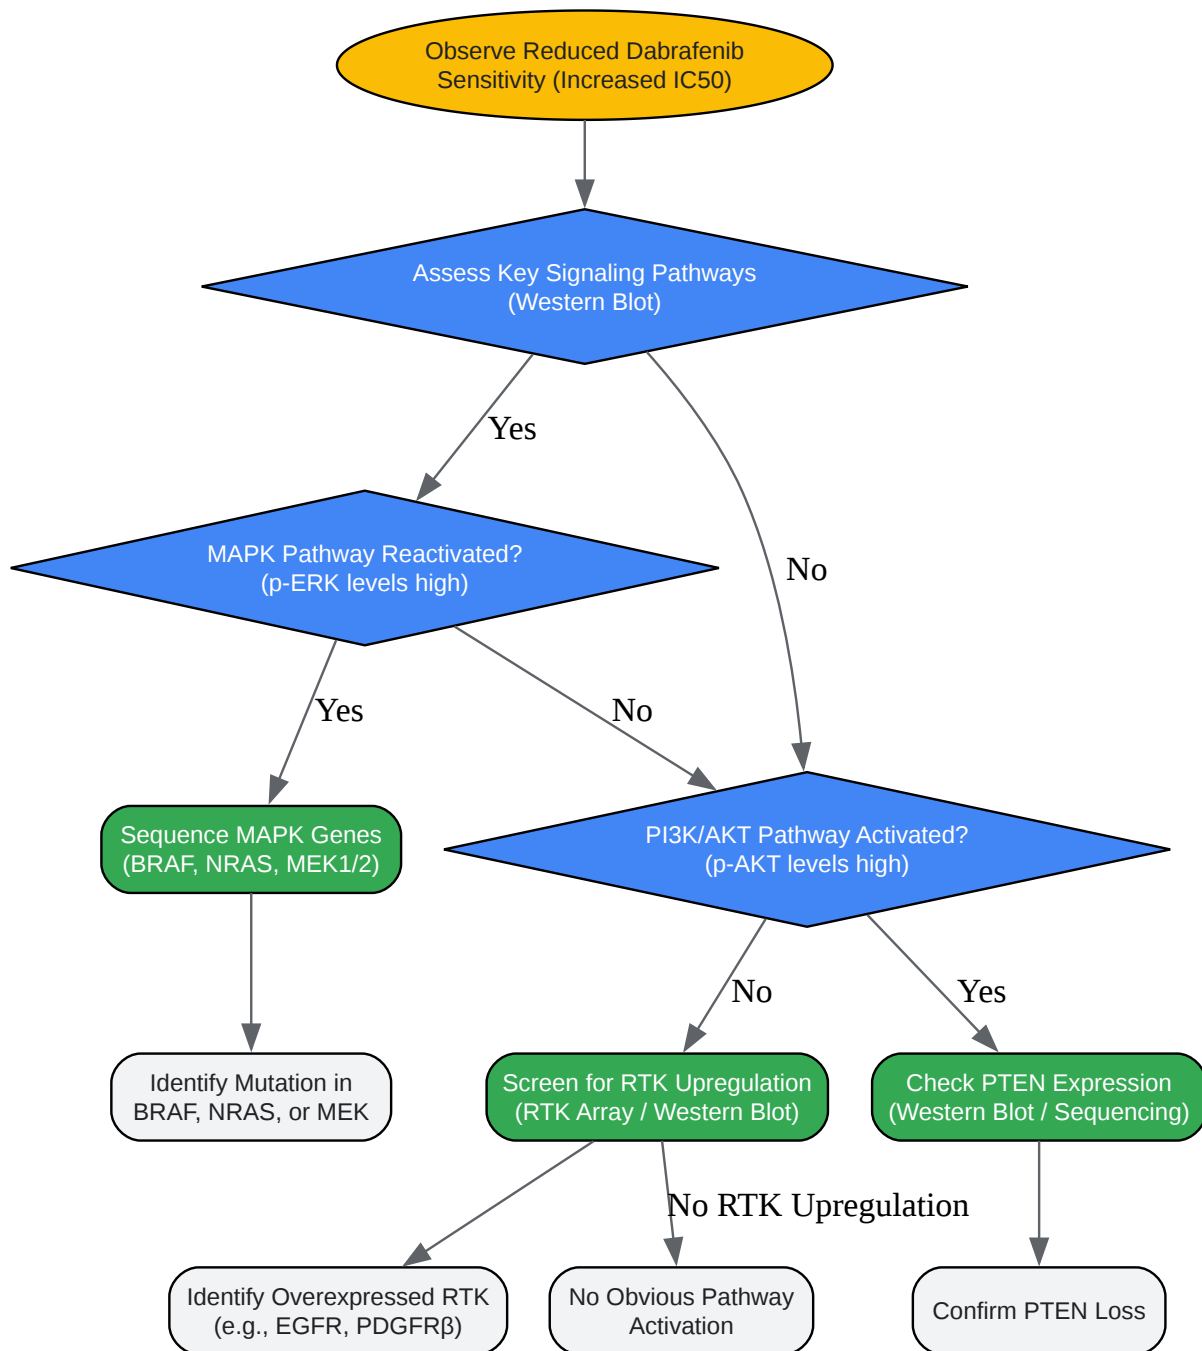 Observe Reduced Dabrafenib
Sensitivity (Increased IC50)
Assess Key Signaling Pathways
(Western Blot)
Yes
No
MAPK Pathway Reactivated?
(p-ERK levels high)
Yes
No
Sequence MAPK Genes
(BRAF, NRAS, MEK1/2)
PI3K/AKT Pathway Activated?
(p-AKT levels high)
No
Yes
Identify Mutation in
BRAF, NRAS, or MEK
Screen for RTK Upregulation
(RTK Array / Western Blot)
Check PTEN Expression
(Western Blot / Sequencing)
No RTK Upregulation
Identify Overexpressed RTK
(e.g., EGFR, PDGFRβ)
No Obvious Pathway
Activation
Confirm PTEN Loss